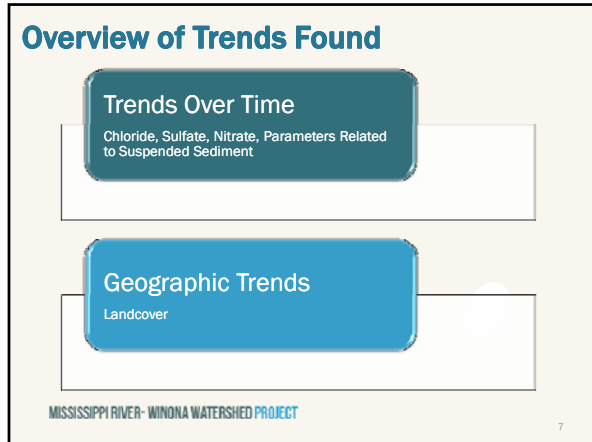 Overview of Trends Found
Trends Over Time
Chloride, Sulfate, Nitrate, Parameters Related
to Suspended Sediment
Geographic Trends
Landcover
MISSISSIPPI RIVER- WINONA WATERSHED PROJECT
7